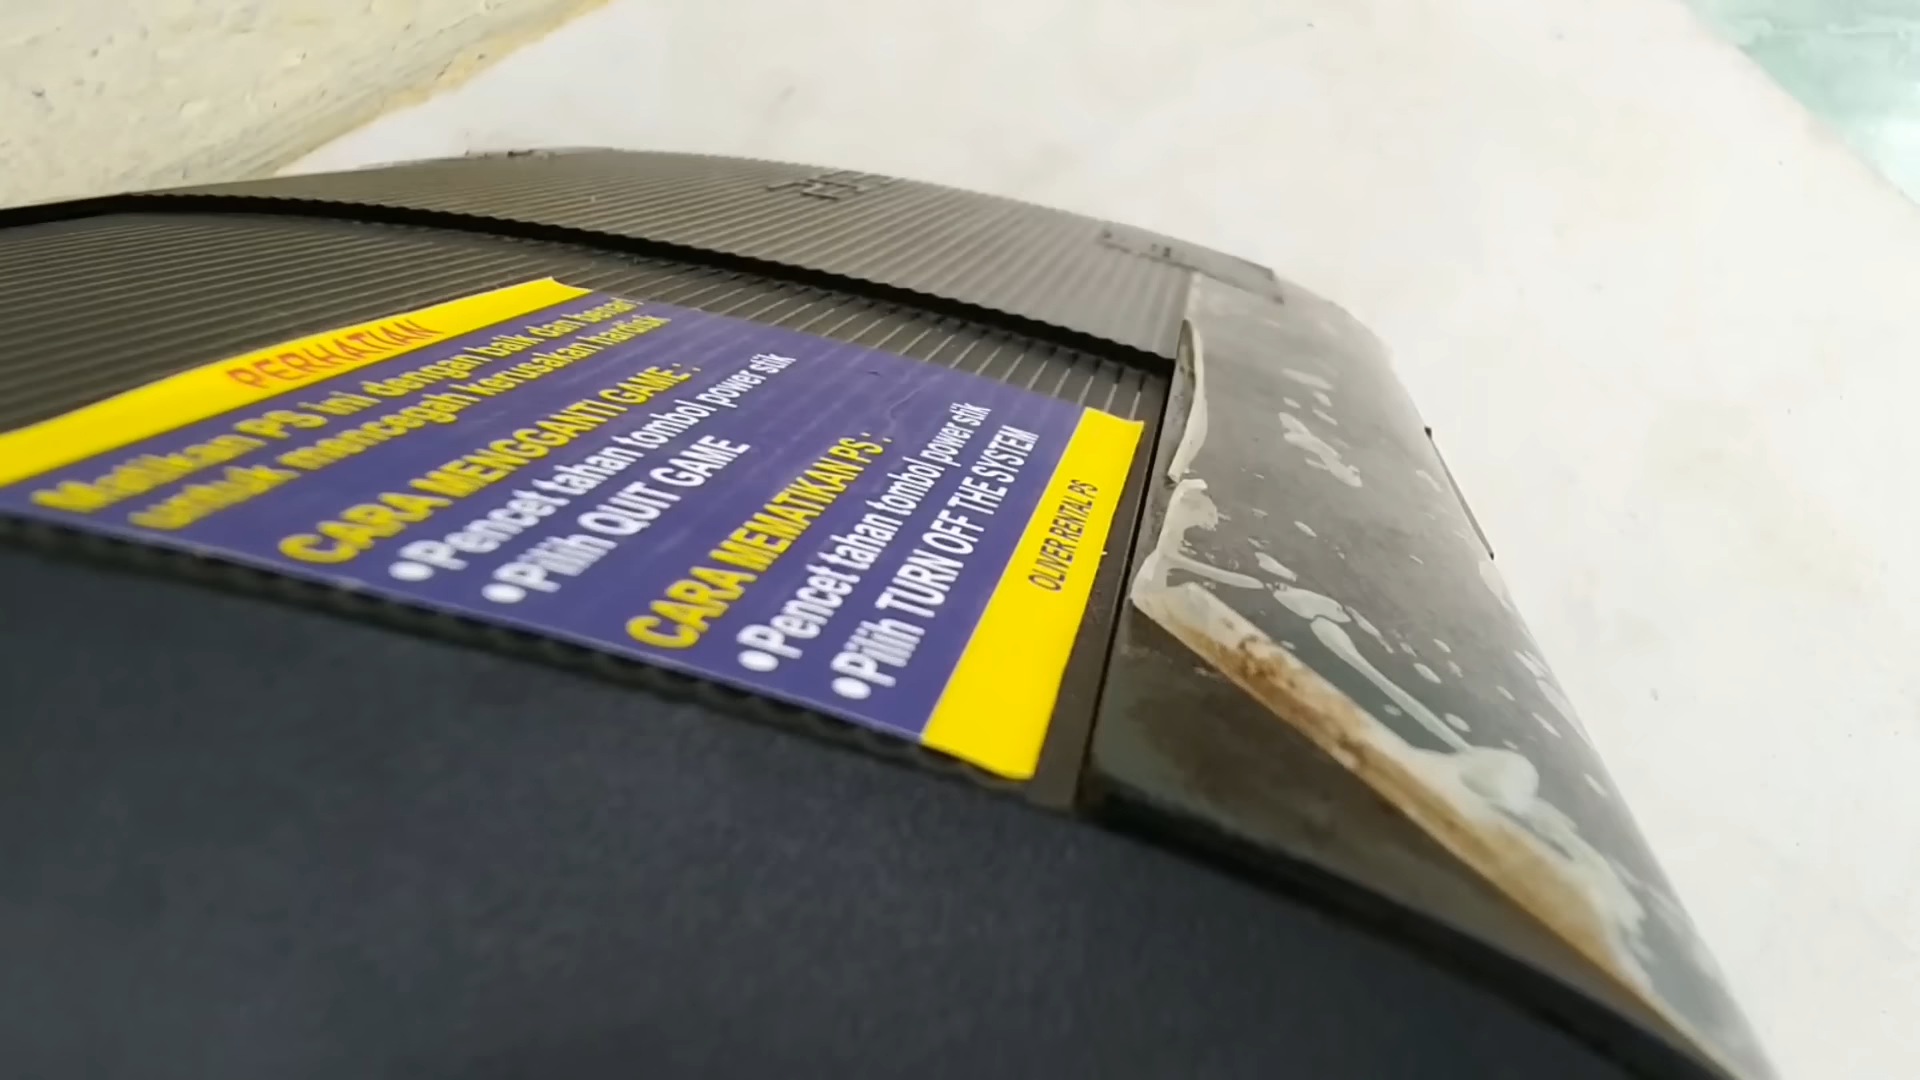 PERHATIAN
Matikan PS ini dengan baik dan benar
untuk mencegah kerusakan hardisk
CARA MENGGANTI GAME :
•Pencet tahan tombol power stik
•Pilih QUIT GAME
CARA MEMATIKAN PS :
•Pencet tahan tombol power stik
•Pilih TURN OFF THE SYSTEM
OLIVER RENTAL PS